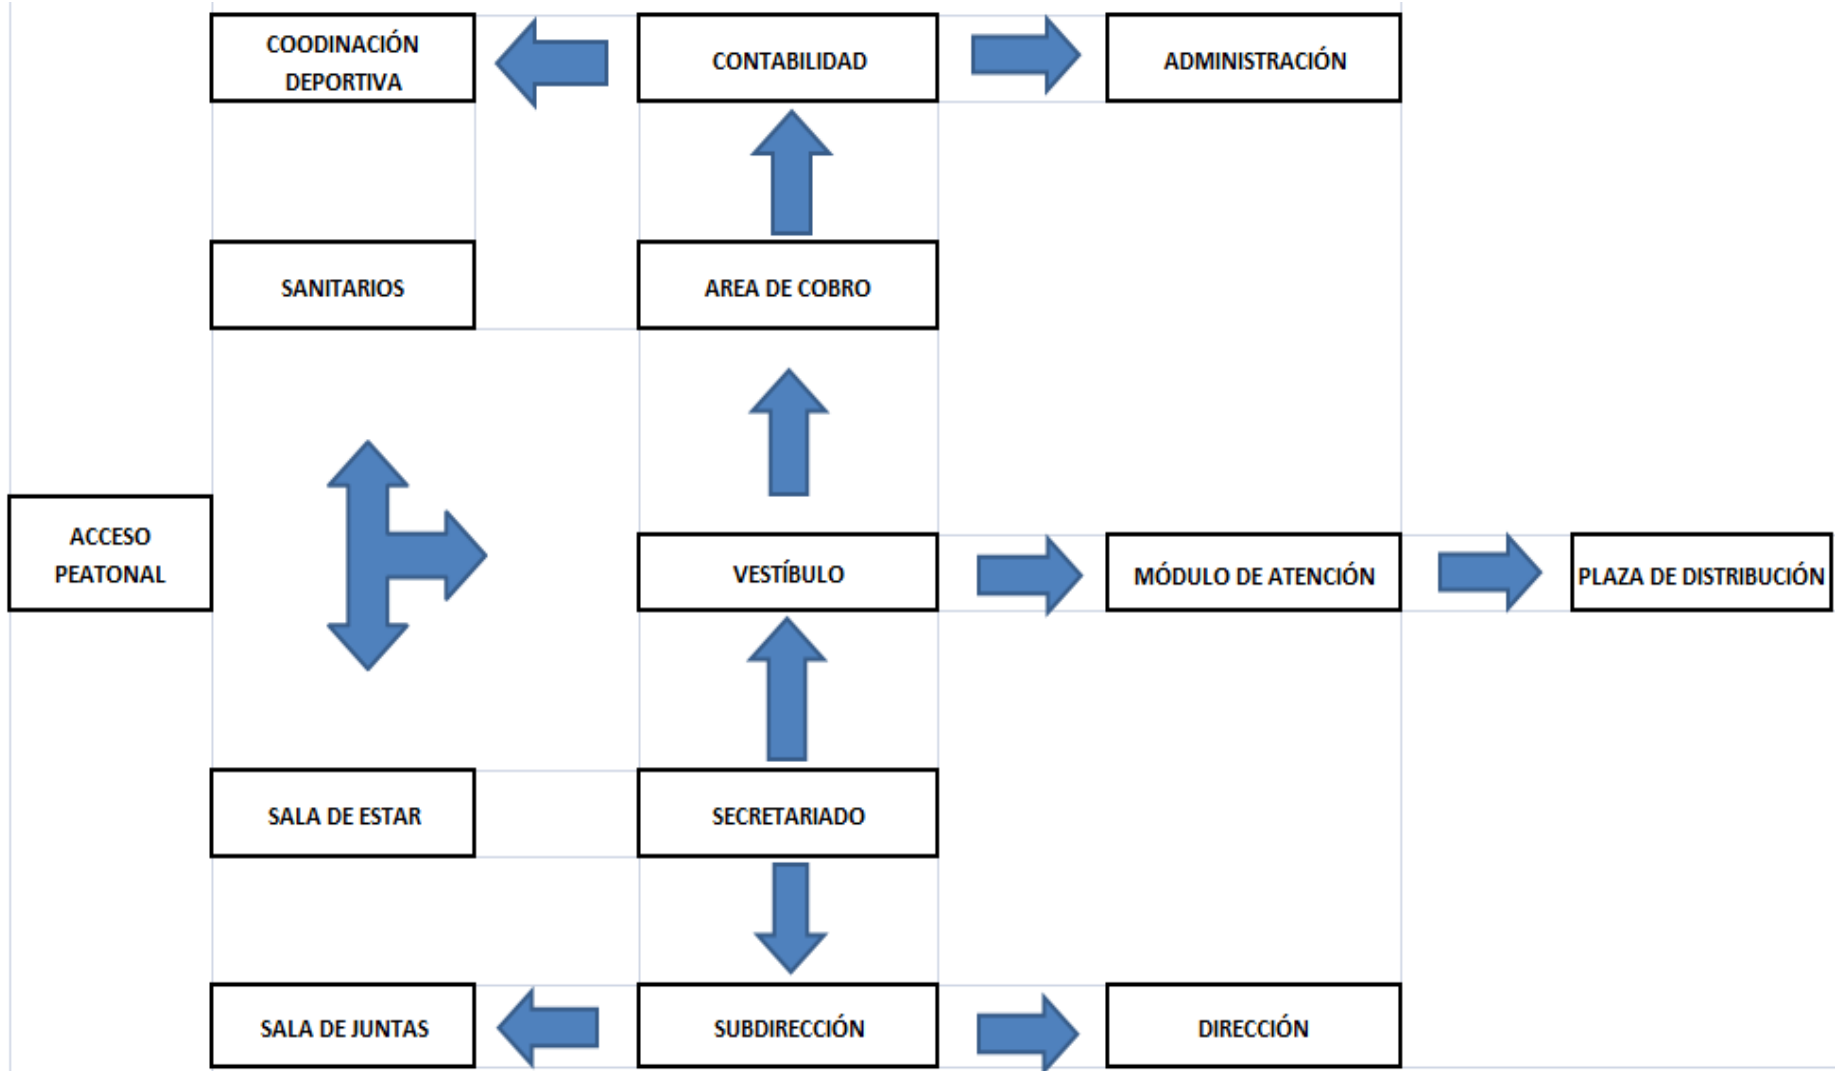 COODINACIÓN
DEPORTIVA
CONTABILIDAD
ADMINISTRACIÓN
SANITARIOS
AREA DE COBRO
ACCESO
PEATONAL
VESTÍBULO
MÓDULO DE ATENCIÓN
PLAZA DE DISTRIBUCIÓN
SALA DE ESTAR
SECRETARIADO
SALA DE JUNTAS
SUBDIRECCIÓN
DIRECCIÓN